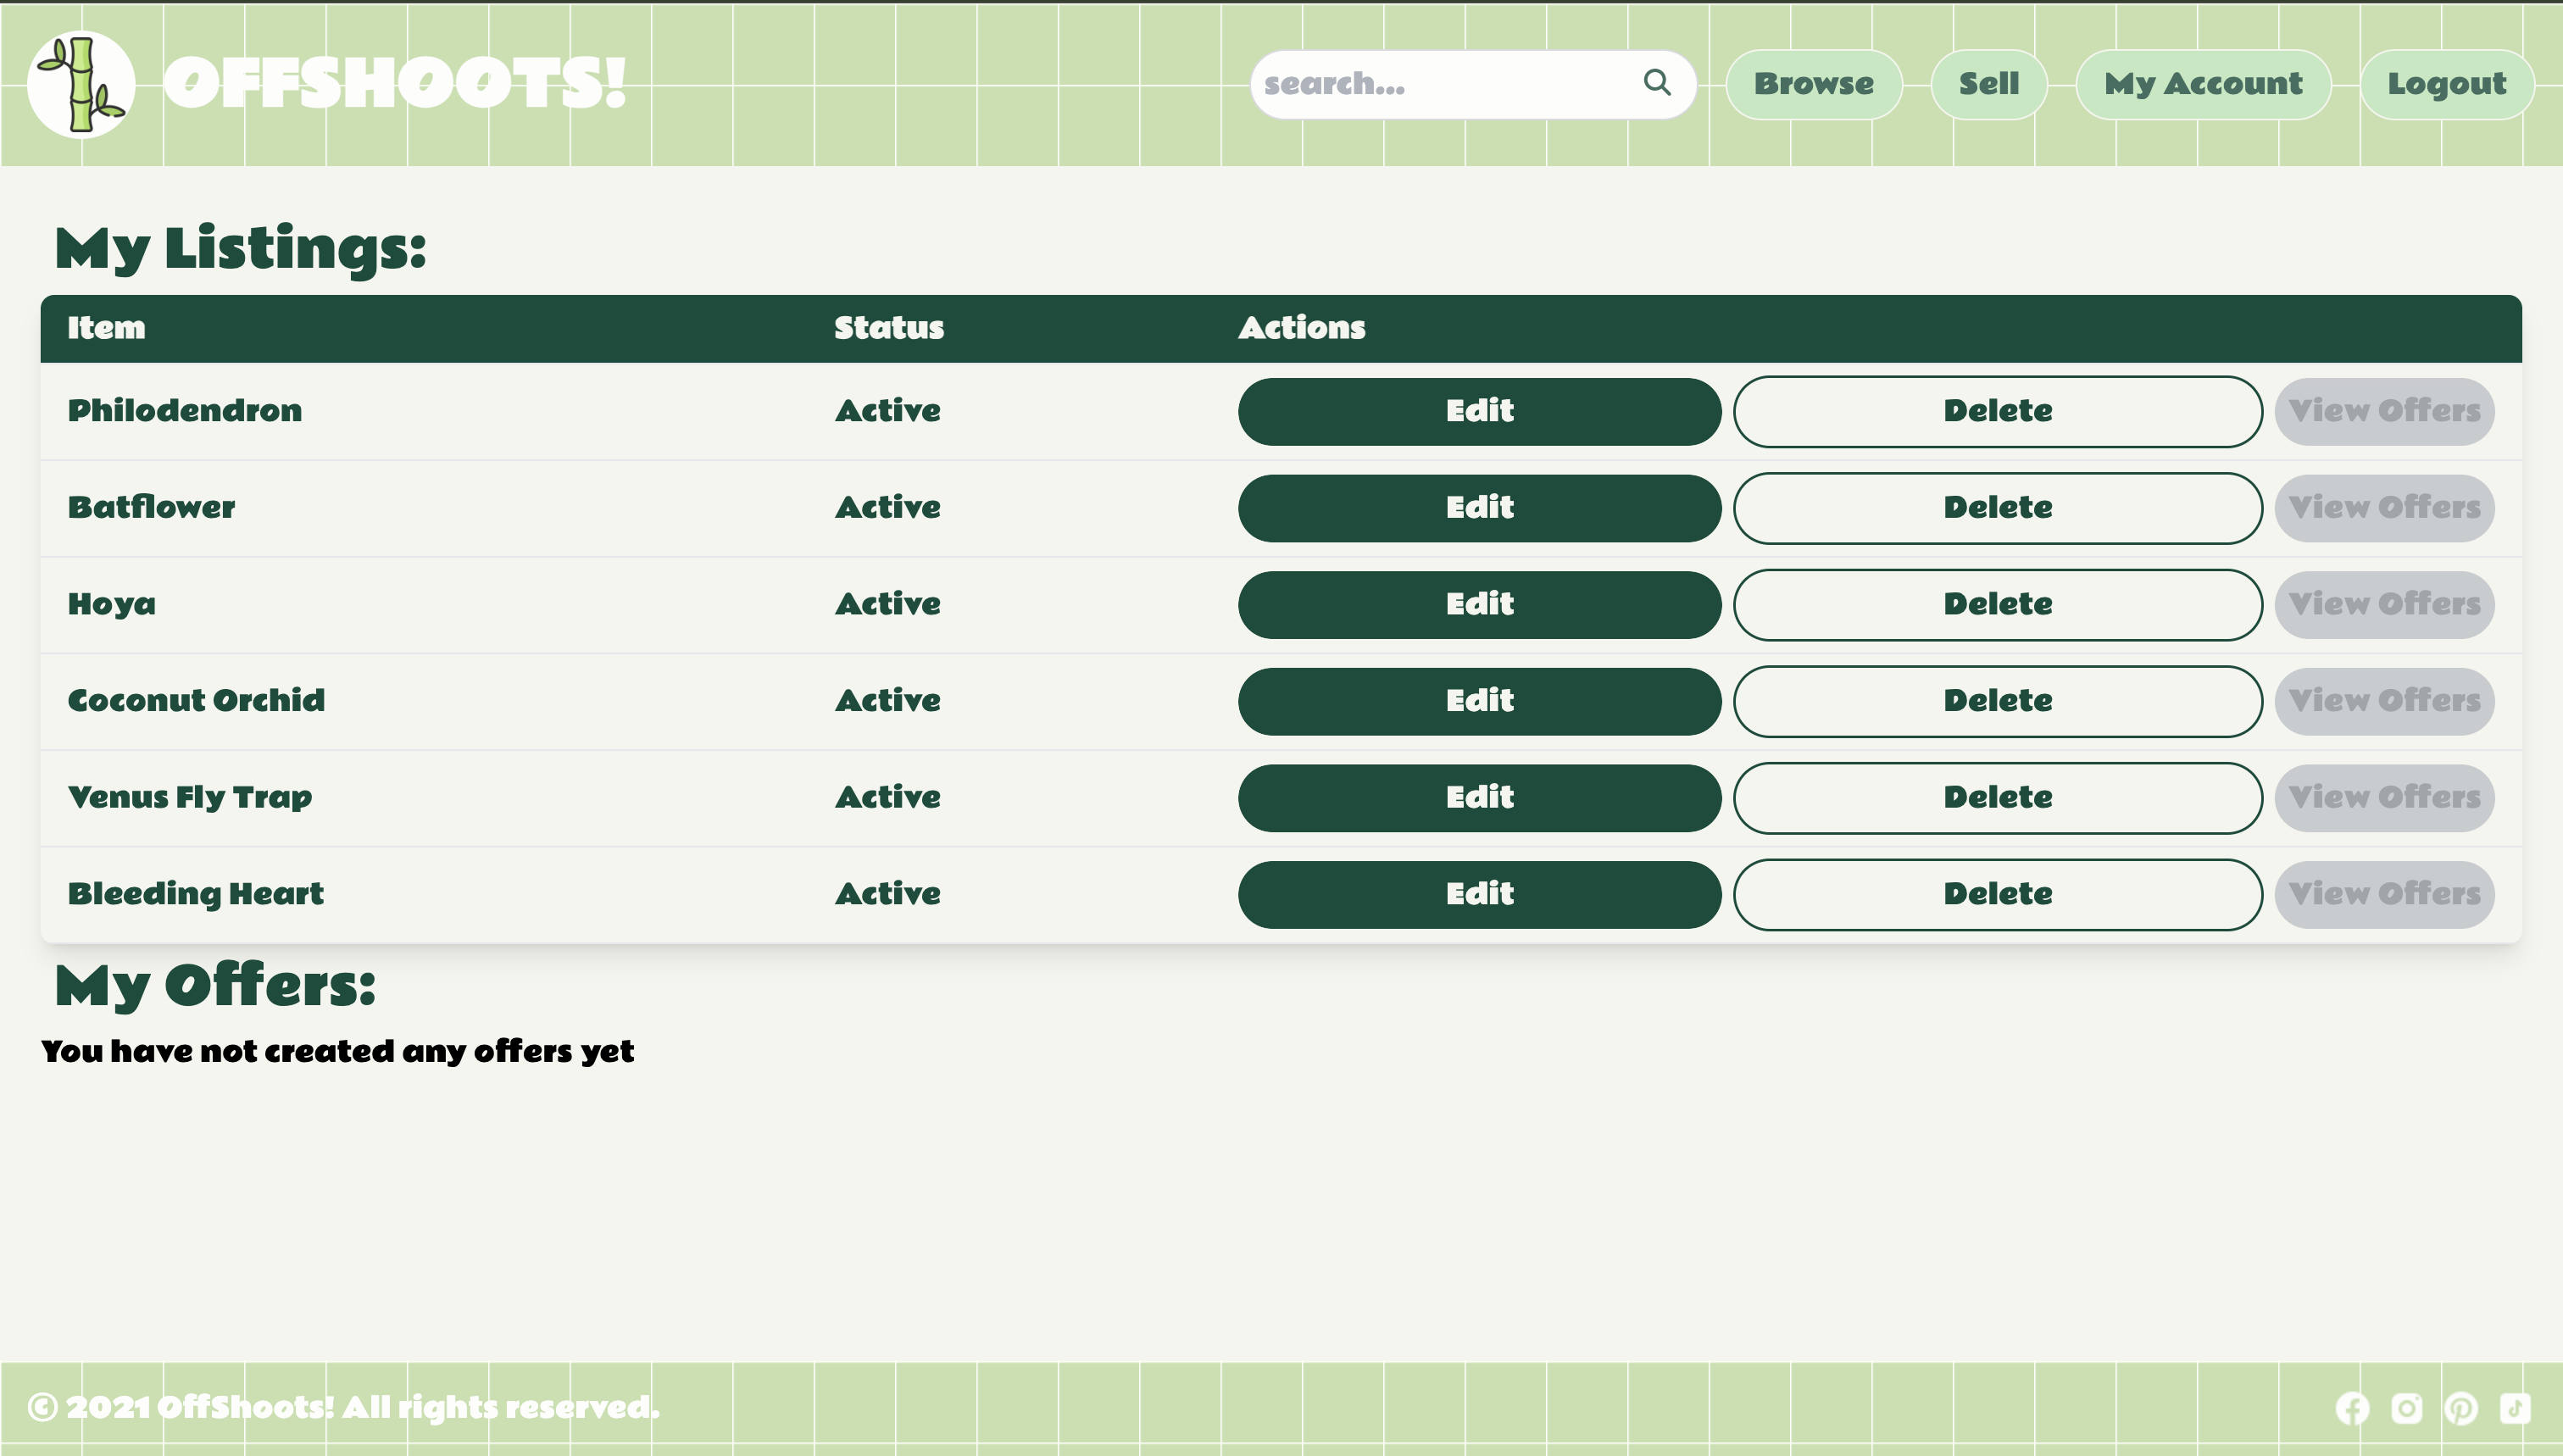 OFFSHOOTS!
search...
Browse
Sell
My Account
Logout
My Listings:
Item Status Actions
Philodendron Active Edit Delete View Offers
Batflower Active Edit Delete View Offers
Hoya Active Edit Delete View Offers
Coconut Orchid Active Edit Delete View Offers
Venus Fly Trap Active Edit Delete View Offers
Bleeding Heart Active Edit Delete View Offers
My Offers:
You have not created any offers yet
© 2021 OffShoots! All rights reserved.